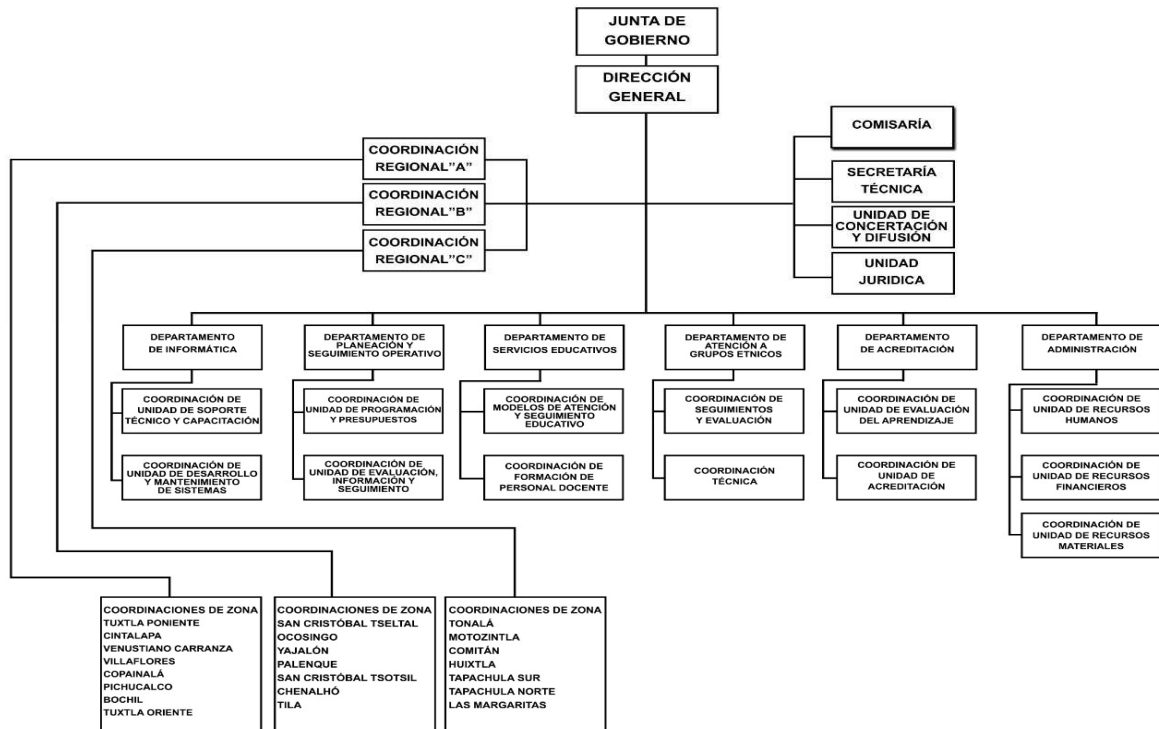 JUNTA DE
GOBIERNO
DIRECCIÓN
GENERAL
COMISARÍA
SECRETARÍA
TÉCNICA
UNIDAD DE
CONCERTACIÓN
Y DIFUSIÓN
UNIDAD
JURIDICA
COORDINACIÓN
REGIONAL"A"
COORDINACIÓN
REGIONAL"B"
COORDINACIÓN
REGIONAL"C"
DEPARTAMENTO
DE INFORMÁTICA
DEPARTAMENTO DE
PLANEACIÓN Y
SEGUIMIENTO OPERATIVO
DEPARTAMENTO DE
SERVICIOS EDUCATIVOS
DEPARTAMENTO DE
ATENCIÓN A
GRUPOS ETNICOS
DEPARTAMENTO
DE ACREDITACIÓN
DEPARTAMENTO
DE ADMINISTRACIÓN
COORDINACIÓN DE
UNIDAD DE SOPORTE
TÉCNICO Y CAPACITACIÓN
COORDINACIÓN DE
UNIDAD DE PROGRAMACIÓN
Y PRESUPUESTOS
COORDINACIÓN DE
MODELOS DE ATENCIÓN
Y SEGUIMIENTO
EDUCATIVO
COORDINACIÓN DE
SEGUIMIENTOS
Y EVALUACIÓN
COORDINACIÓN DE
UNIDAD DE EVALUACIÓN
DEL APRENDIZAJE
COORDINACIÓN DE
UNIDAD DE RECURSOS
HUMANOS
COORDINACIÓN DE
UNIDAD DE DESARROLLO
Y MANTENIMIENTO
DE SISTEMAS
COORDINACIÓN DE
UNIDAD DE EVALUACIÓN,
INFORMACIÓN Y
SEGUIMIENTO
COORDINACIÓN DE
FORMACIÓN DE
PERSONAL DOCENTE
COORDINACIÓN
TÉCNICA
COORDINACIÓN DE
UNIDAD DE
ACREDITACIÓN
COORDINACIÓN DE
UNIDAD DE RECURSOS
FINANCIEROS
COORDINACIÓN DE
UNIDAD DE RECURSOS
MATERIALES
COORDINACIONES DE ZONA
TUXTLA PONIENTE
CINTALAPA
VENUSTIANO CARRANZA
VILLAFLORES
COPAINALÁ
PICHUCALCO
BOCHIL
TUXTLA ORIENTE
COORDINACIONES DE ZONA
SAN CRISTÓBAL TSELTAL
OCOSINGO
YAJALÓN
PALENQUE
SAN CRISTÓBAL TSOTSIL
CHENALHÓ
TILA
COORDINACIONES DE ZONA
TONALÁ
MOTOZINTLA
COMITÁN
HUIXTLA
TAPACHULA SUR
TAPACHULA NORTE
LAS MARGARITAS